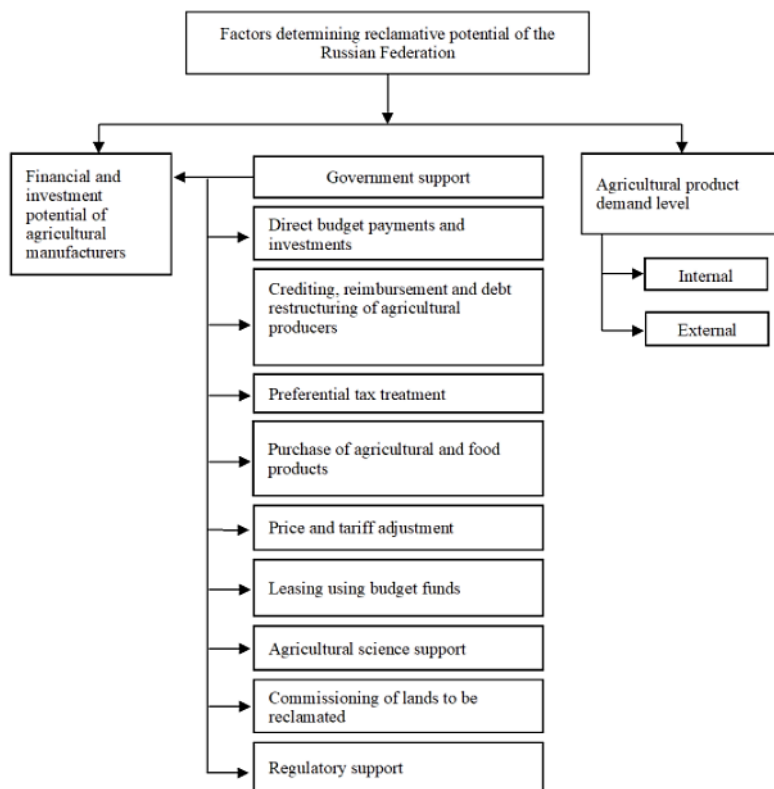 Factors determining reclamative potential of the
Russian Federation
Financial and
investment
potential of
agricultural
manufacturers
Government support
Direct budget payments and
investments
Crediting, reimbursement and debt
restructuring of agricultural
producers
Preferential tax treatment
Purchase of agricultural and food
products
Price and tariff adjustment
Leasing using budget funds
Agricultural science support
Commissioning of lands to be
reclamated
Regulatory support
Agricultural product
demand level
Internal
External